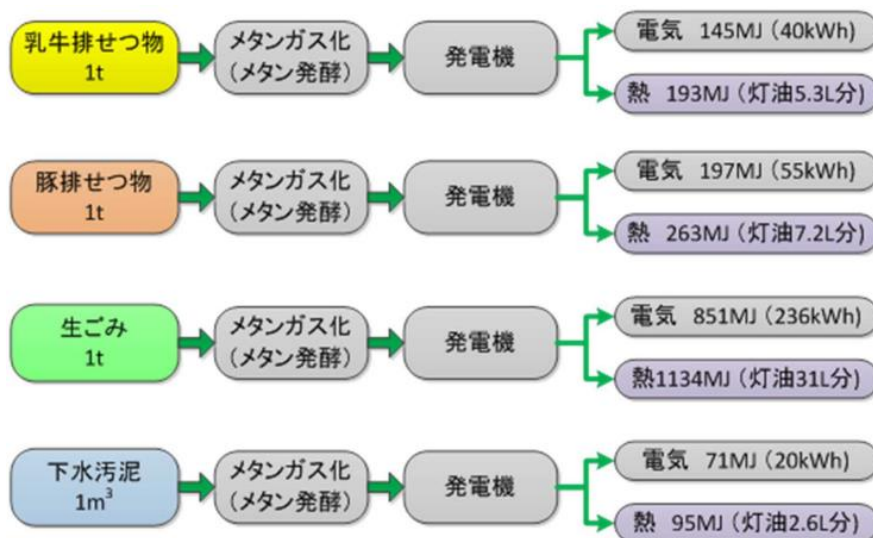 乳牛排せつ物
1t
メタンガス化
(メタン発酵)
発電機
電気 145MJ (40kWh)
熱 193MJ (灯油5.3L分)
豚排せつ物
1t
メタンガス化
(メタン発酵)
発電機
電気 197MJ (55kWh)
熱 263MJ (灯油7.2L分)
生ごみ
1t
メタンガス化
(メタン発酵)
発電機
電気 851MJ (236kWh)
熱1134MJ (灯油31L分)
下水汚泥
1m³
メタンガス化
(メタン発酵)
発電機
電気 71MJ (20kWh)
熱 95MJ (灯油2.6L分)